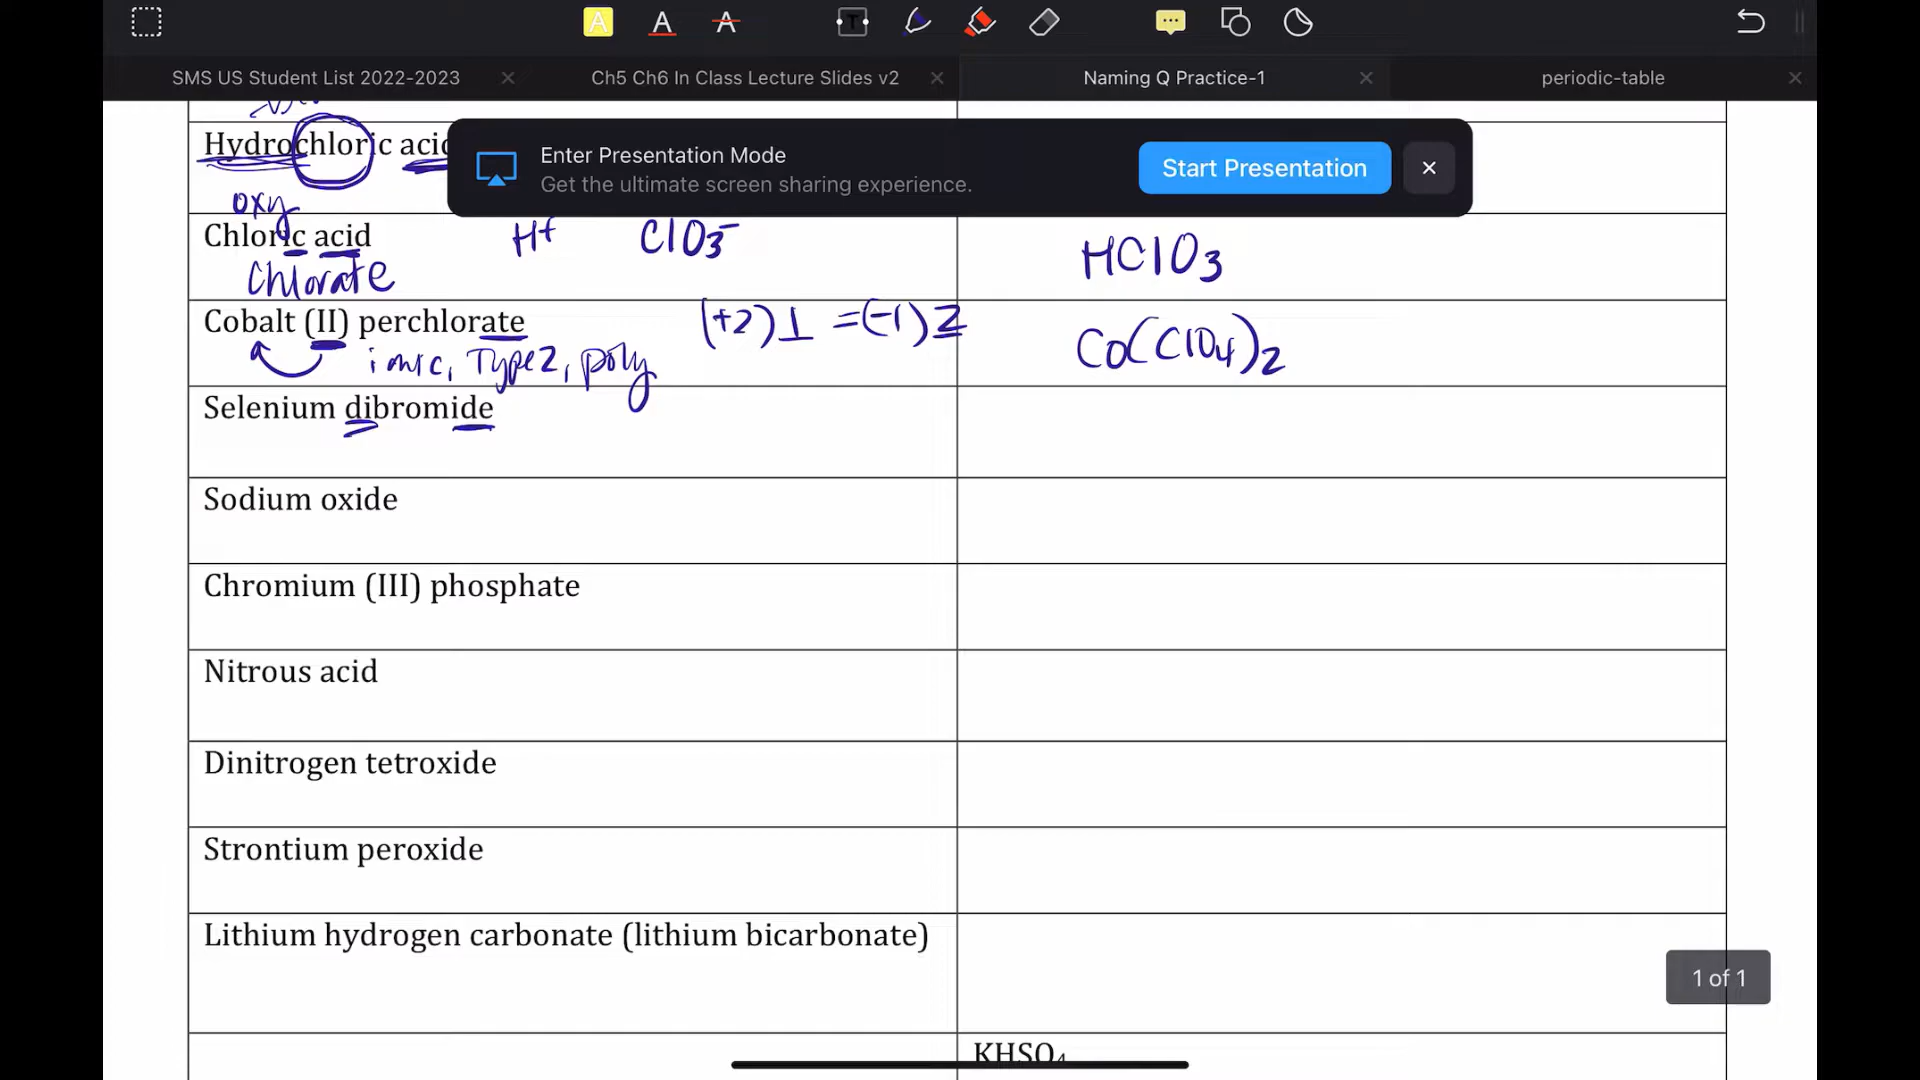 SMS US Student List 2022-2023
Ch5 Ch6 In Class Lecture Slides v2
Naming Q Practice-1
periodic-table
Hydrochloric acid
Enter Presentation Mode
Get the ultimate screen sharing experience.
Start Presentation
oxy
Chloric acid
H+ ClO3-
HClO3
Chlorate
Cobalt (II) perchlorate
(+2)1 =(-1)2
Co(ClO4)2
ionic, Type 2, poly
Selenium dibromide
Sodium oxide
Chromium (III) phosphate
Nitrous acid
Dinitrogen tetroxide
Strontium peroxide
Lithium hydrogen carbonate (lithium bicarbonate)
1 of 1
KHSO4